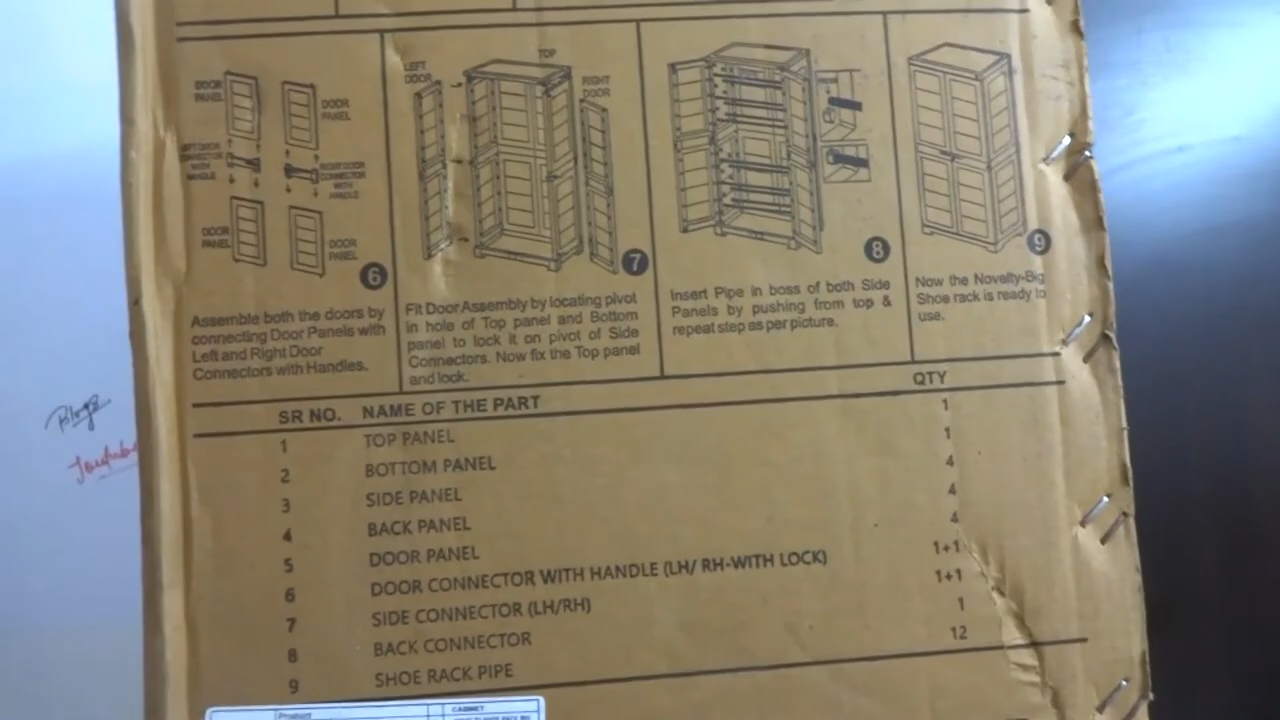 DOOR
PANEL
DOOR
PANEL
LEFT DOOR
CONNECTOR
WITH
HANDLE
RIGHT DOOR
CONNECTOR
WITH
HANDLE
DOOR
PANEL
DOOR
PANEL
6
Assemble both the doors by
connecting Door Panels with
Left and Right Door
Connectors with Handles.
TOP
LEFT
DOOR
RIGHT
DOOR
7
Fit Door Assembly by locating pivot
in hole of Top panel and Bottom
panel to lock it on pivot of Side
Connectors. Now fix the Top panel
and lock.
8
Insert Pipe in boss of both Side
Panels by pushing from top &
repeat step as per picture.
9
Now the Novelty-Big
Shoe rack is ready to
use.
SR NO. NAME OF THE PART QTY
1 TOP PANEL 1
2 BOTTOM PANEL 1
3 SIDE PANEL 4
4 BACK PANEL 4
5 DOOR PANEL 4
6 DOOR CONNECTOR WITH HANDLE (LH/ RH-WITH LOCK) 1+1
7 SIDE CONNECTOR (LH/RH) 1+1
8 BACK CONNECTOR 1
9 SHOE RACK PIPE 12
Product CABINET
Blogs